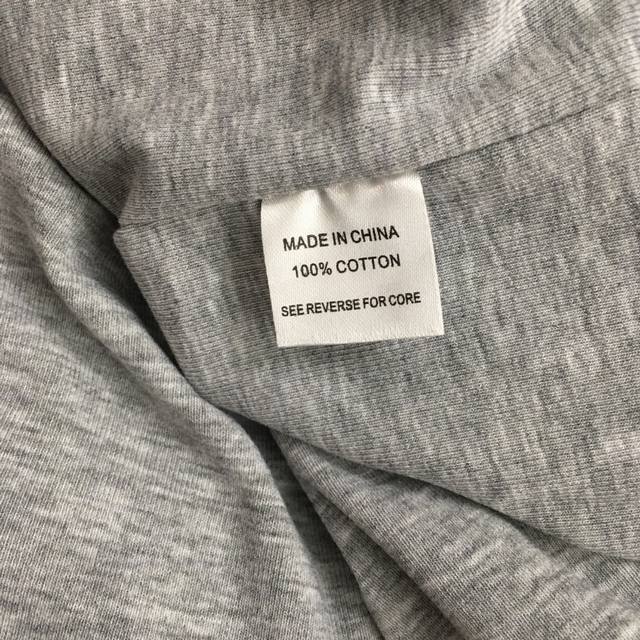 MADE IN CHINA
100% COTTON
SEE REVERSE FOR CORE